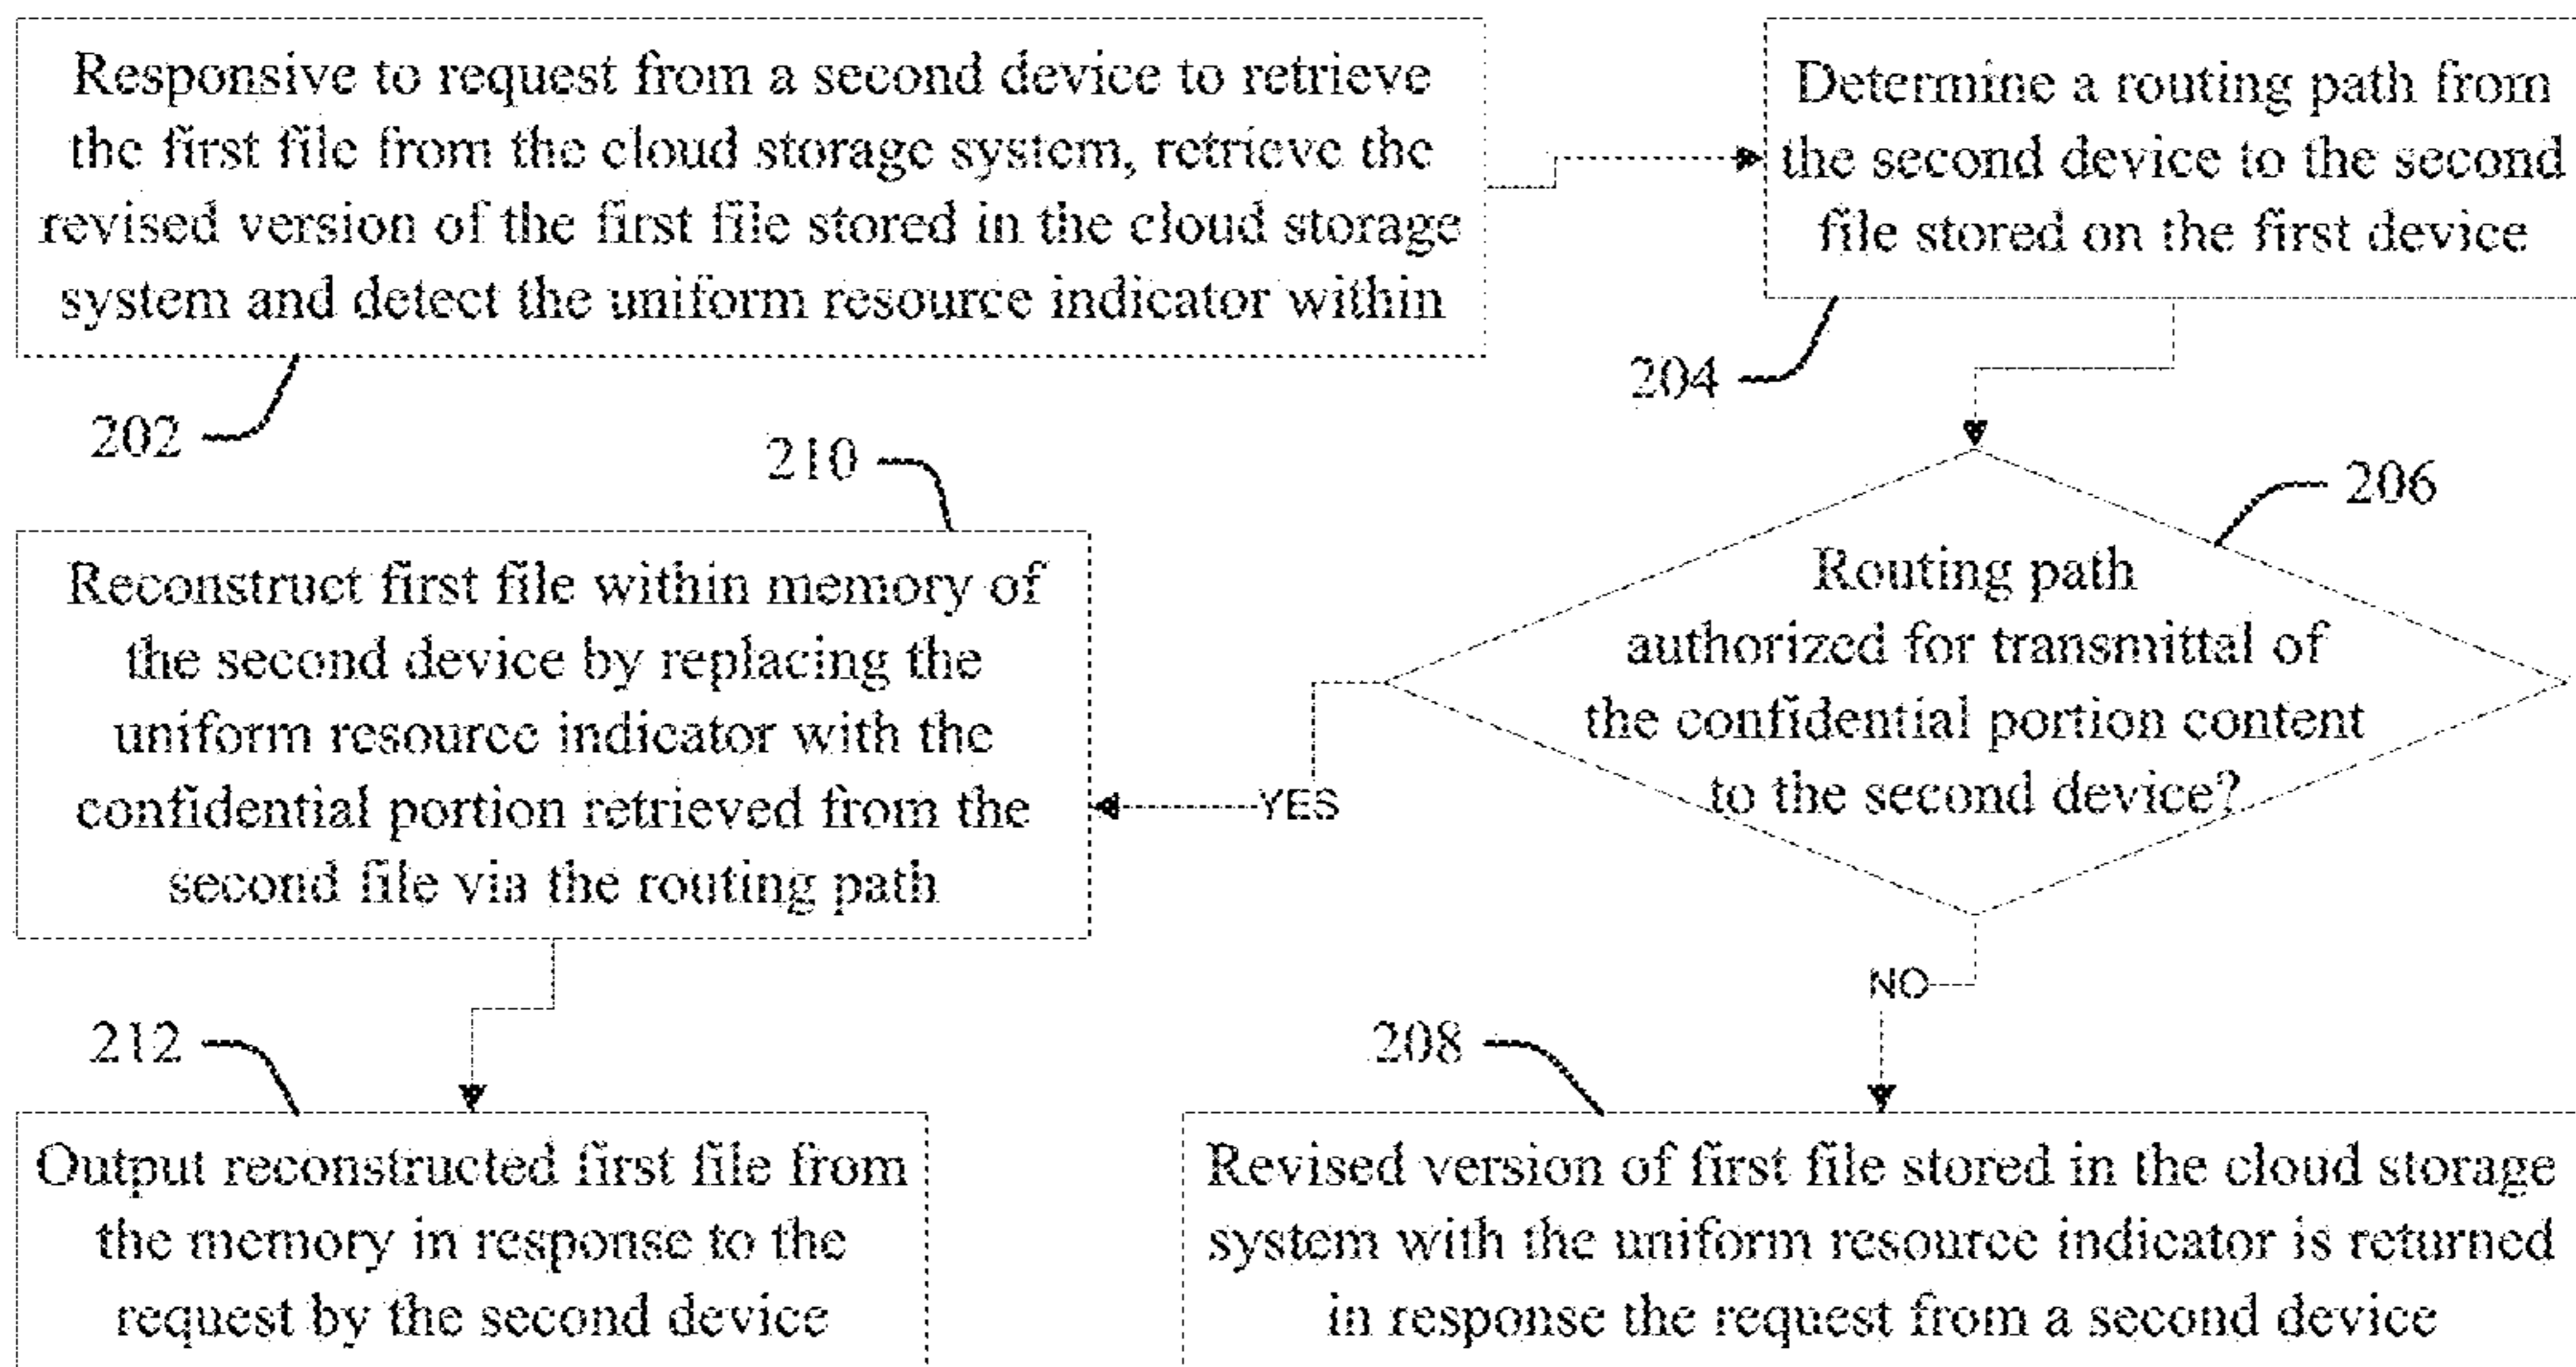 Responsive to request from a second device to retrieve
the first file from the cloud storage system, retrieve the
revised version of the first file stored in the cloud storage
system and detect the uniform resource indicator within
202
Determine a routing path from
the second device to the second
file stored on the first device
204
206
Routing path
authorized for transmittal of
the confidential portion content
to the second device?
YES
NO
210
Reconstruct first file within memory of
the second device by replacing the
uniform resource indicator with the
confidential portion retrieved from the
second file via the routing path
212
Output reconstructed first file from
the memory in response to the
request by the second device
208
Revised version of first file stored in the cloud storage
system with the uniform resource indicator is returned
in response the request from a second device